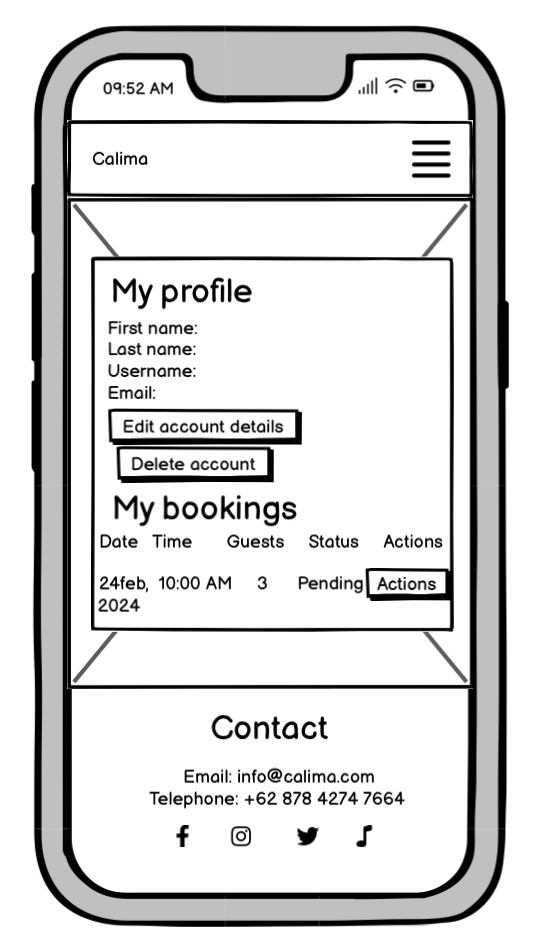 09:52 AM
Calima
My profile
First name:
Last name:
Username:
Email:
Edit account details
Delete account
My bookings
Date Time Guests Status Actions
24feb, 10:00 AM 3 Pending Actions
2024
Contact
Email: info@calima.com
Telephone: +62 878 4274 7664